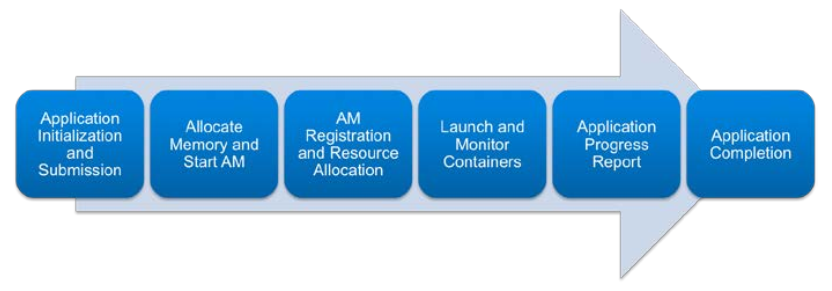 Application
Initialization
and
Submission
Allocate
Memory and
Start AM
AM
Registration
and Resource
Allocation
Launch and
Monitor
Containers
Application
Progress
Report
Application
Completion